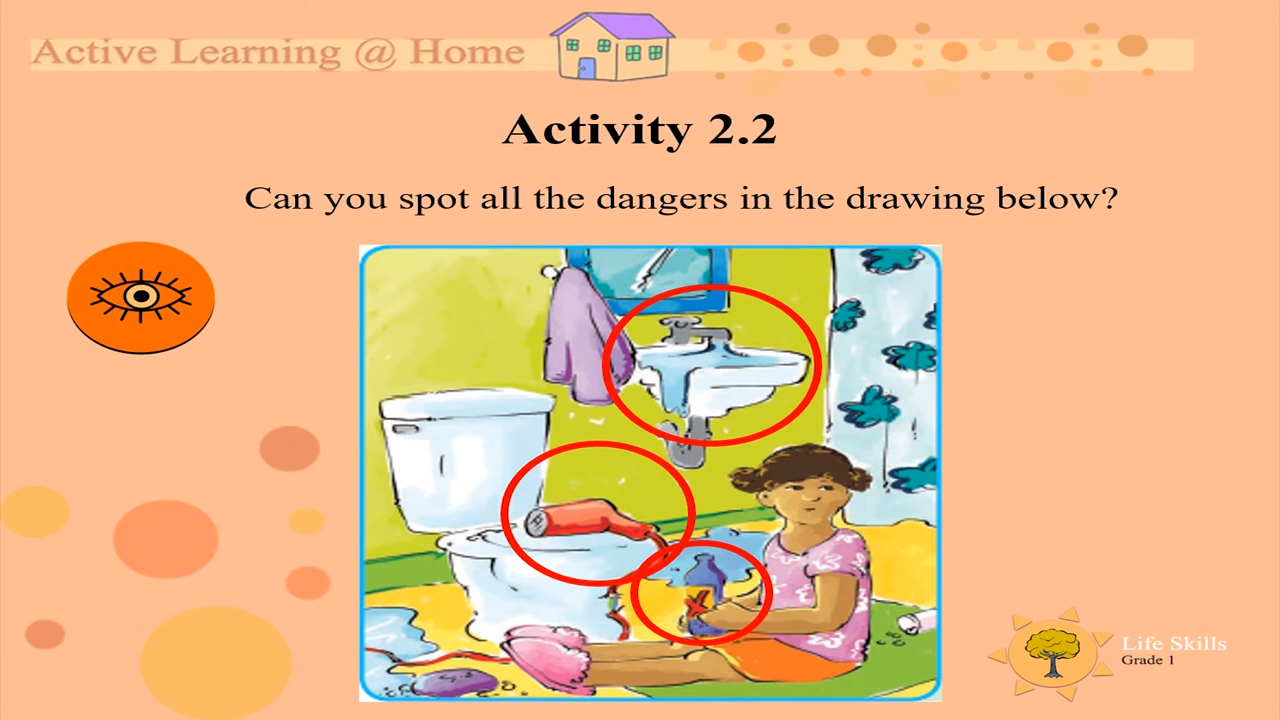 Active Learning @ Home
Activity 2.2
Can you spot all the dangers in the drawing below?
Life Skills
Grade 1